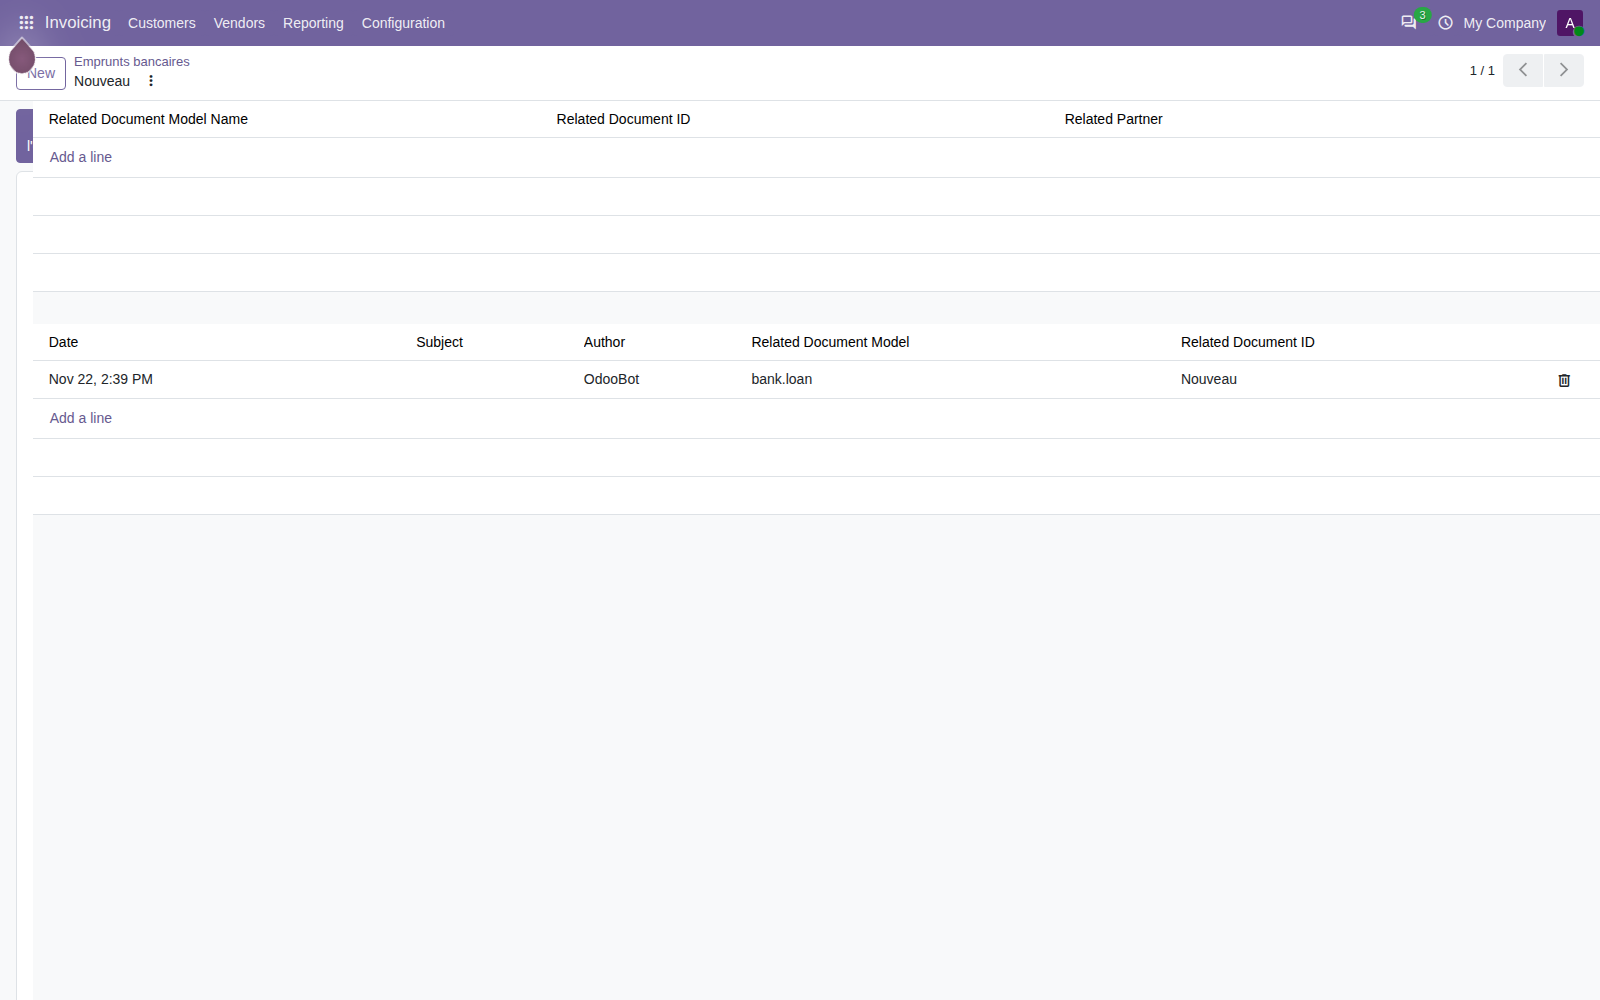 Invoicing Customers Vendors Reporting Configuration 3 My Company A
New Emprunts bancaires
Nouveau 1 / 1
Related Document Model Name Related Document ID Related Partner
Add a line
Date Subject Author Related Document Model Related Document ID
Nov 22, 2:39 PM OdooBot bank.loan Nouveau
Add a line